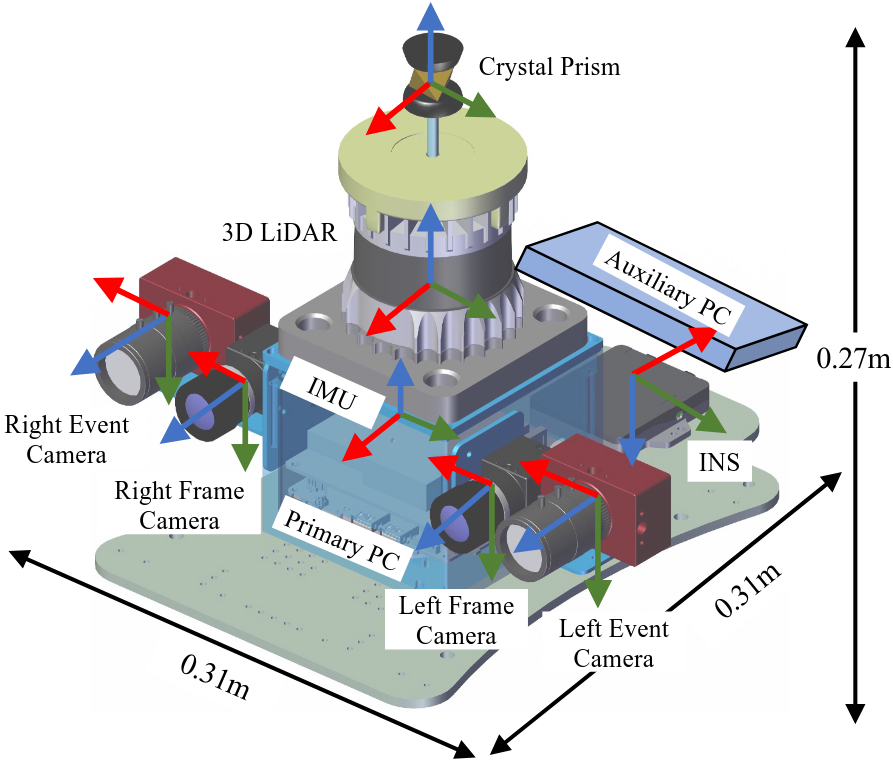 Crystal Prism
3D LiDAR
Auxiliary PC
0.27m
IMU
Right Event
Camera
INS
Right Frame
Camera
Primary PC
Left Frame
Camera
Left Event
Camera
0.31m
0.31m